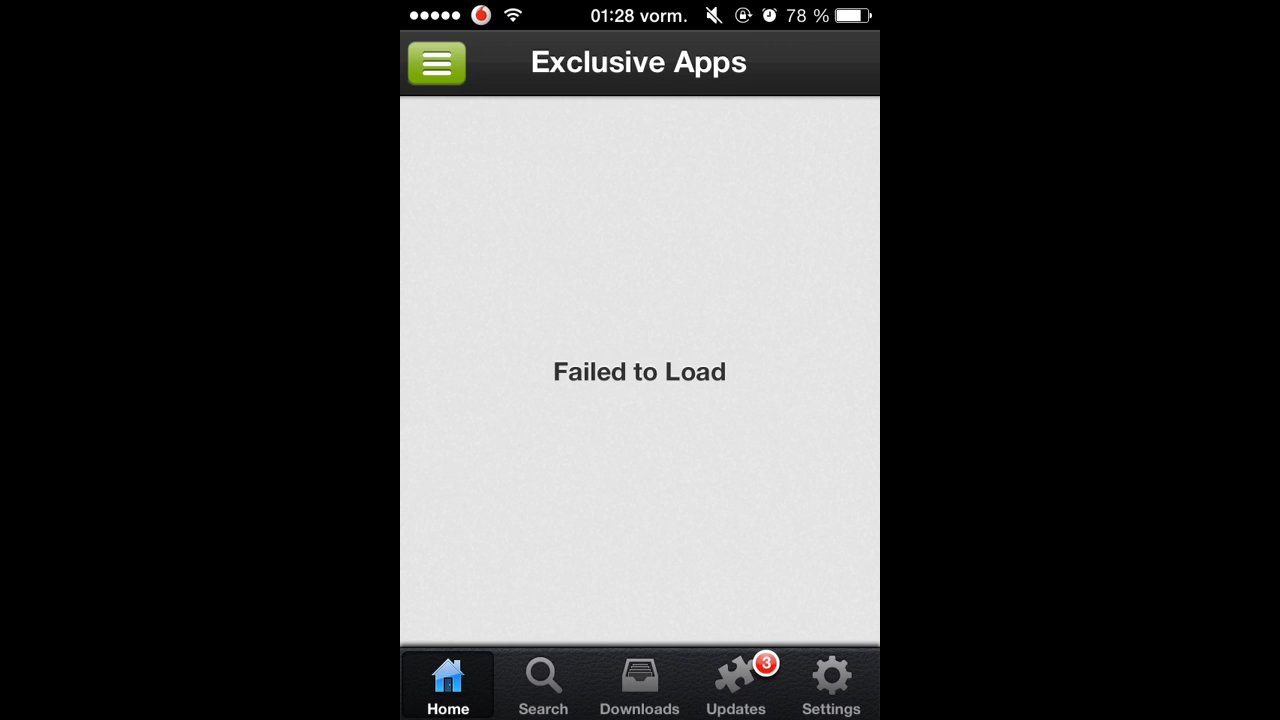 01:28 vorm. 78 %
Exclusive Apps
Failed to Load
3
Home Search Downloads Updates Settings